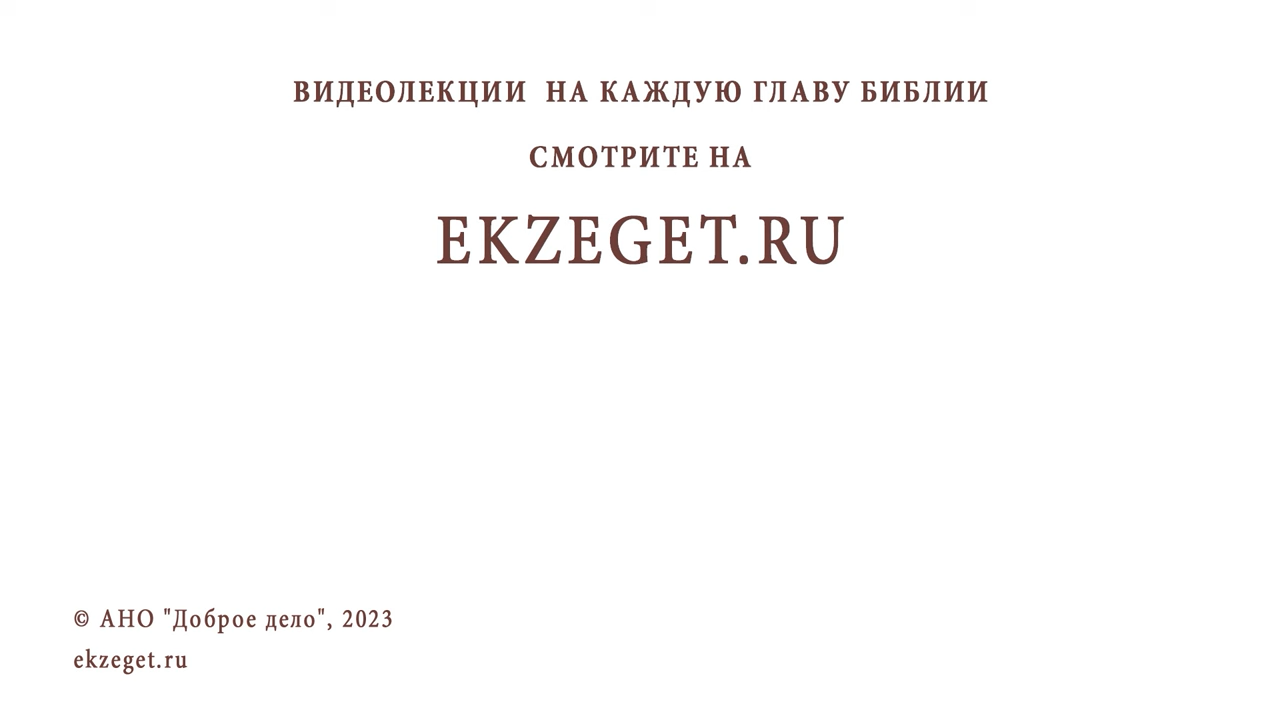 ВИДЕОЛЕКЦИИ НА КАЖДУЮ ГЛАВУ БИБЛИИ
СМОТРИТЕ НА
EKZEGET.RU
© АНО "Доброе дело", 2023
ekzeget.ru